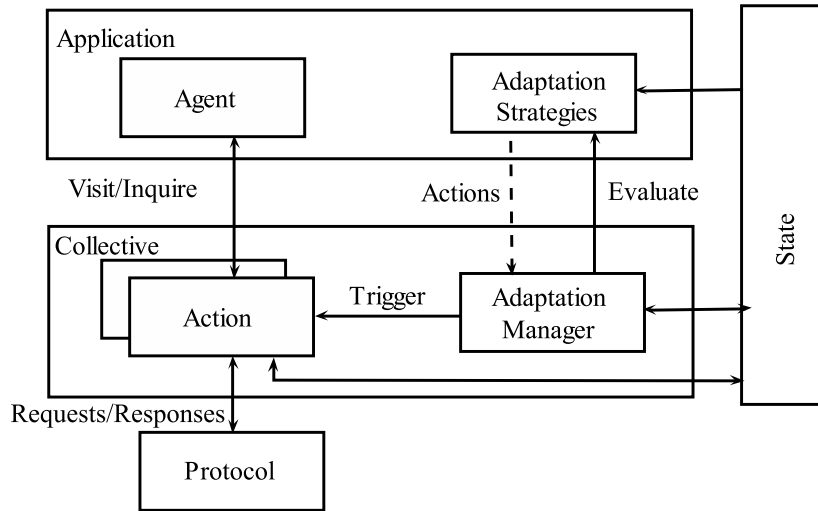 Application
Agent
Adaptation
Strategies
Visit/Inquire
Actions
Evaluate
State
Collective
Action
Trigger
Adaptation
Manager
Requests/Responses
Protocol